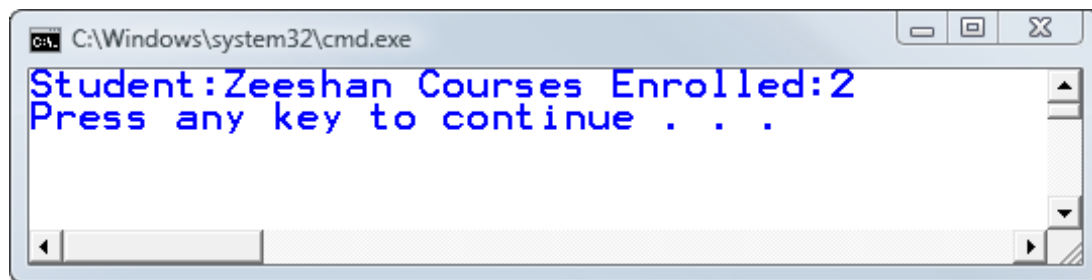 C:\Windows\system32\cmd.exe
Student:Zeeshan Courses Enrolled:2
Press any key to continue . . .